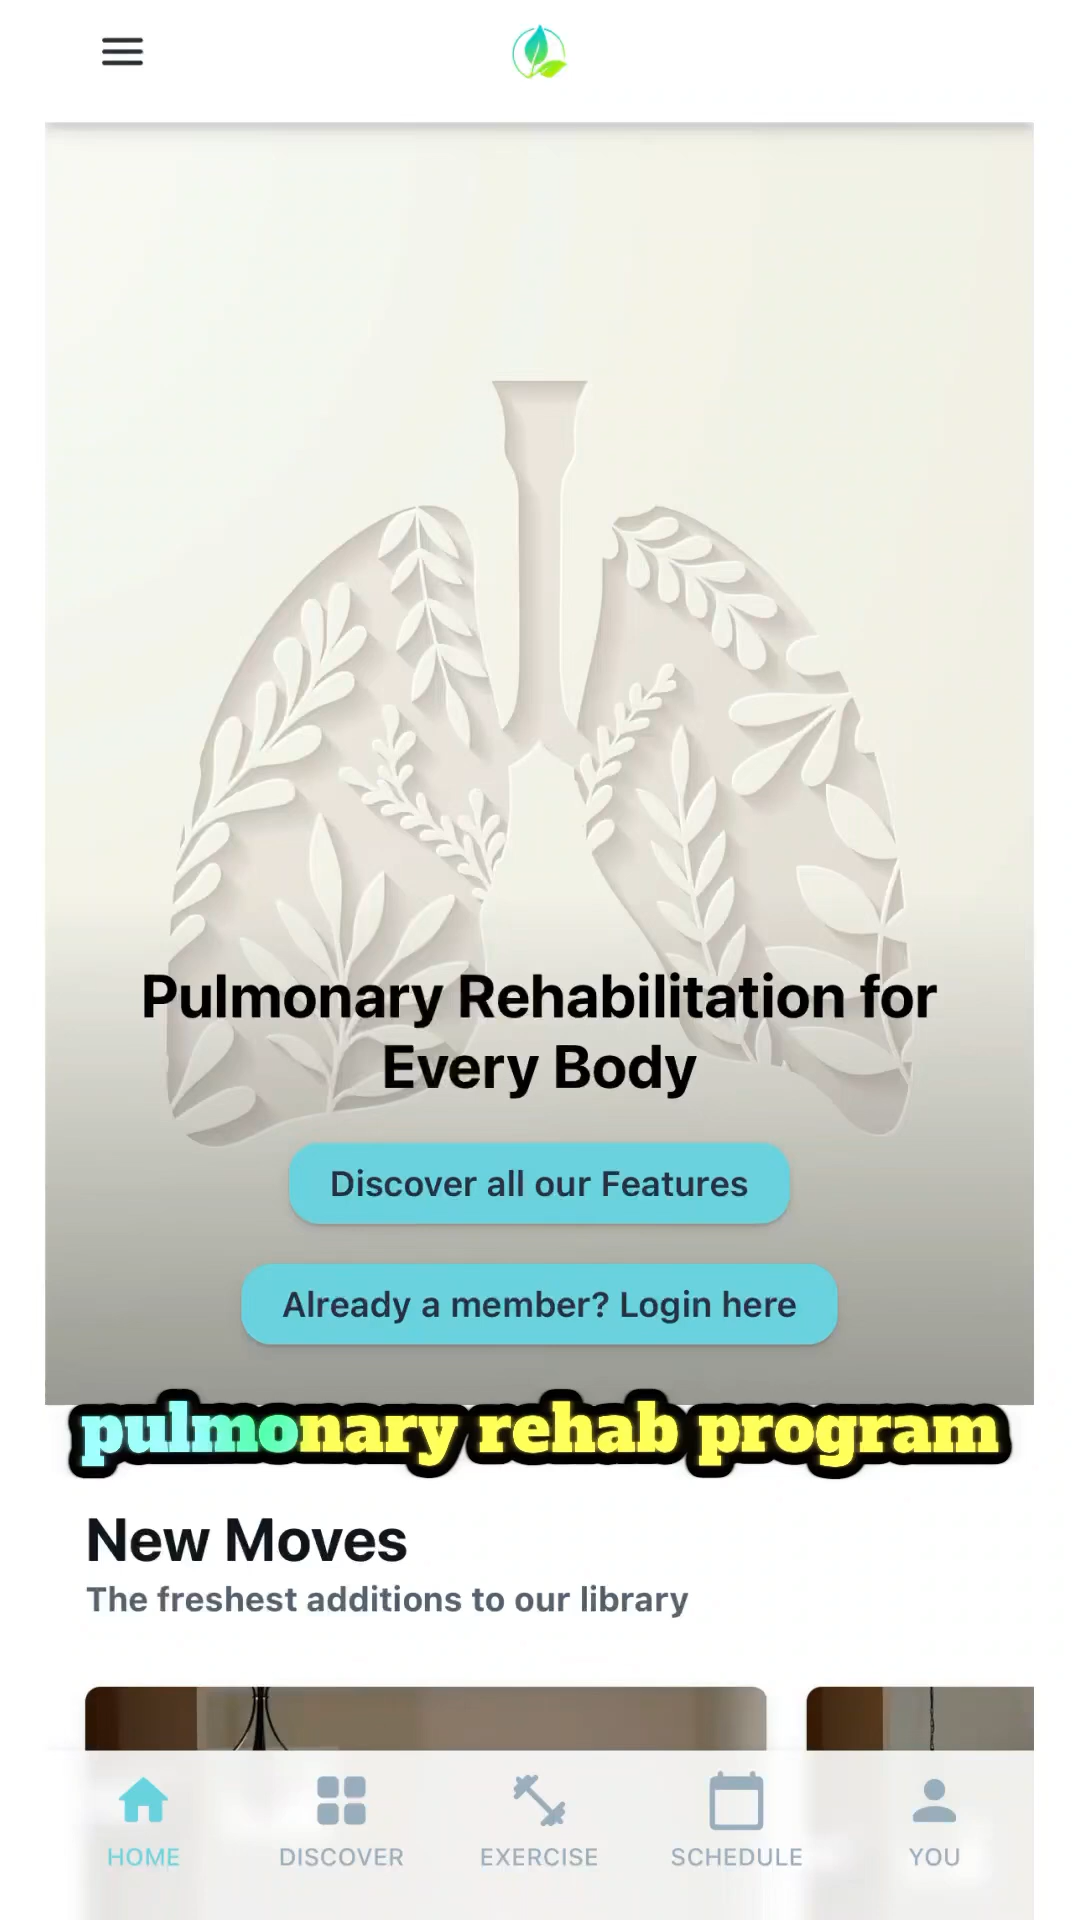 Pulmonary Rehabilitation for
Every Body
Discover all our Features
Already a member? Login here
pulmonary rehab program
New Moves
The freshest additions to our library
HOME
DISCOVER
EXERCISE
SCHEDULE
YOU